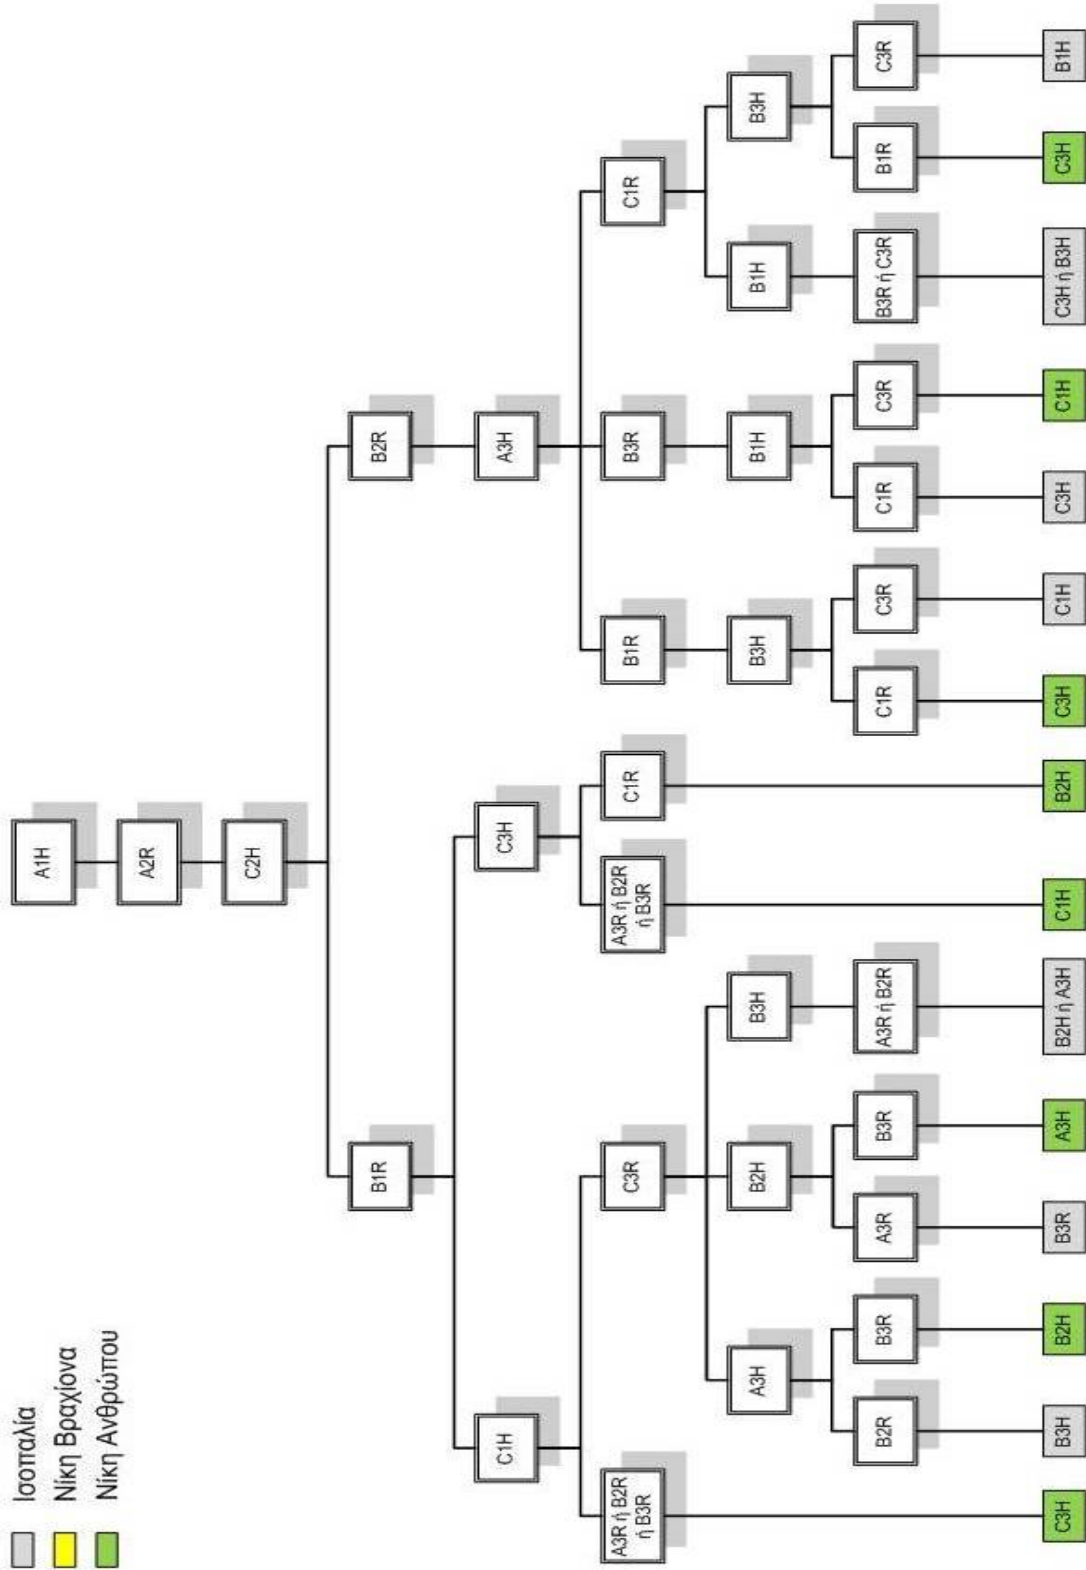 Ισοπαλία
Νίκη Βραχίονα
Νίκη Ανθρώπου
A1H
A2R
C2H
B1R
B2R
C1H
C3H
A3H
A3R ή B2R
ή B3R
C3R
A3R ή B2R
ή B3R
C1R
B1R
B3R
C1R
A3H
B2H
B3H
B3H
B1H
B1H
B3H
B2R
B3R
A3R
B3R
A3R ή B2R
C1R
C3R
C1R
C3R
B3R ή C3R
B1R
C3R
C3H
B3H
B2H
B3R
A3H
B2H ή A3H
C1H
B2H
C3H
C1H
C3H
C1H
C3H ή B3H
C3H
B1H